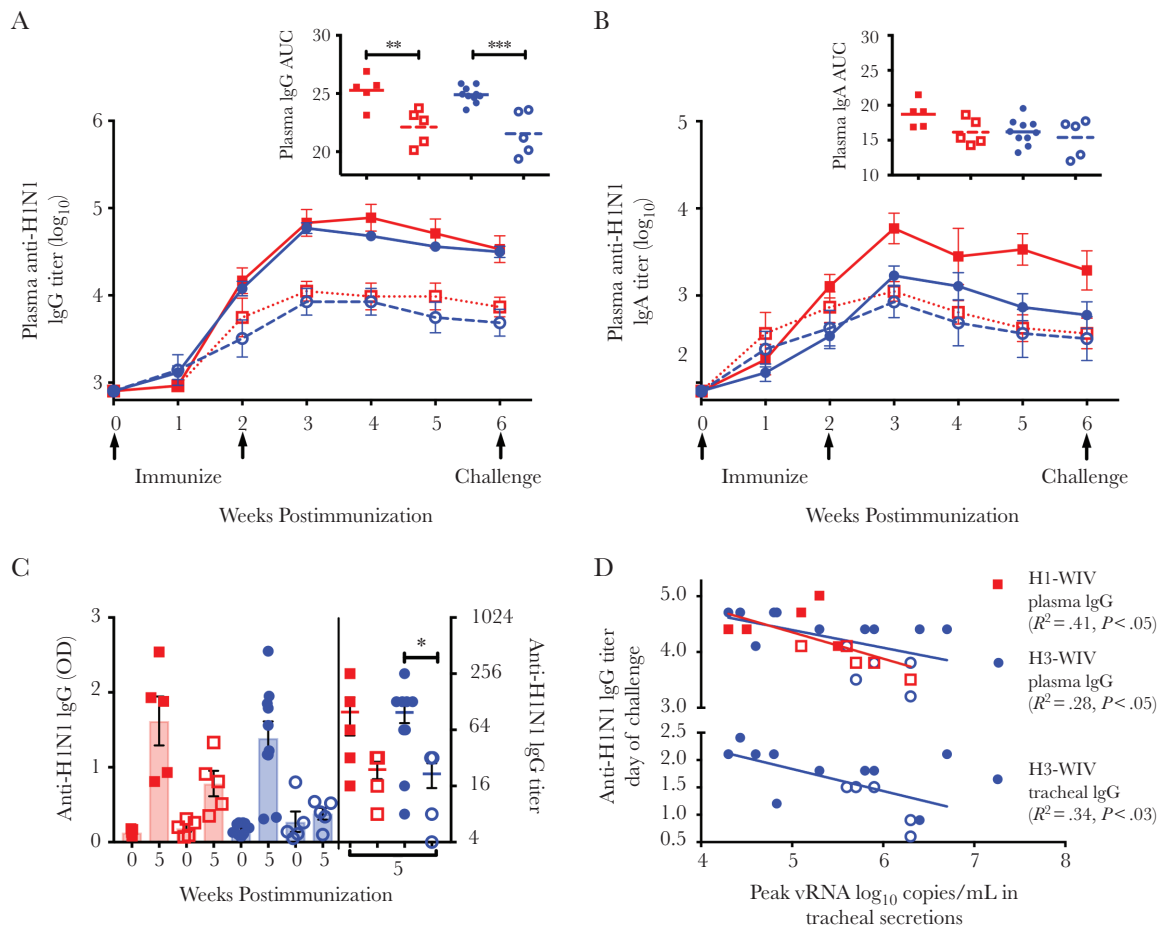 A
Plasma IgG AUC
30
25
20
**
***
Plasma anti-H1N1
IgG titer (log10)
6
5
4
3
0 1 2 3 4 5 6
Immunize Challenge
Weeks Postimmunization
B
Plasma IgA AUC
30
25
20
15
10
Plasma anti-H1N1
IgA titer (log10)
5
4
3
2
0 1 2 3 4 5 6
Immunize Challenge
Weeks Postimmunization
C
Anti-H1N1 IgG (OD)
3
2
1
0
0 5 0 5 0 5 0 5
5
*
1024
256
64
16
4
Anti-H1N1 IgG titer
Weeks Postimmunization
D
Anti-H1N1 IgG titer
day of challenge
5.0
4.0
3.0
2.5
2.0
1.5
1.0
0.5
4 5 6 7 8
Peak vRNA log10 copies/mL in
tracheal secretions
H1-WIV
plasma IgG
(R² = .41, P < .05)
H3-WIV
plasma IgG
(R² = .28, P < .05)
H3-WIV
tracheal IgG
(R² = .34, P < .03)